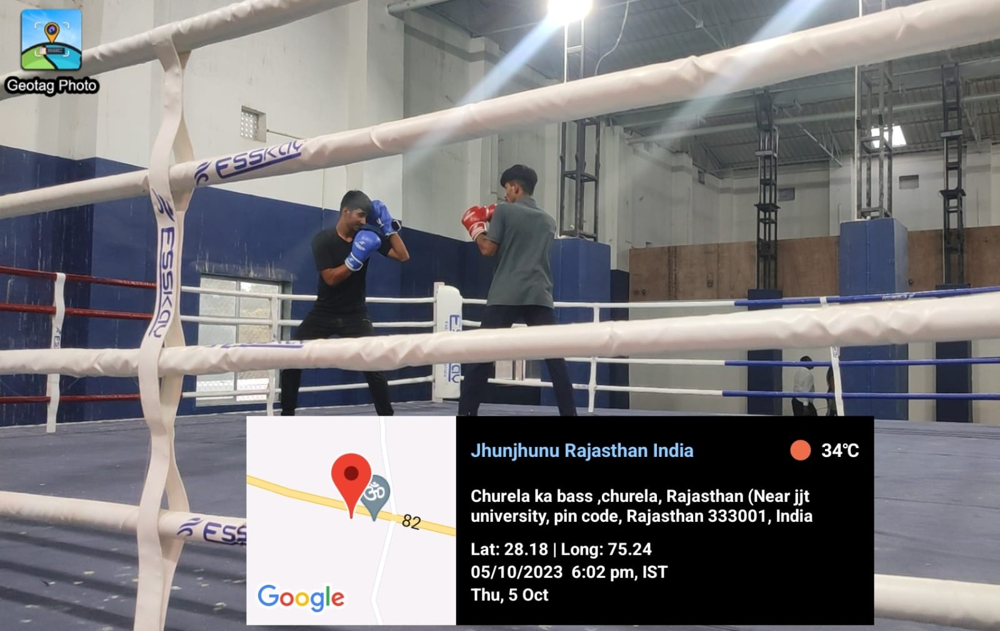 Geotag Photo
ESSKAY
ESSKAY
ESS
Jhunjhunu Rajasthan India
34°C
Churela ka bass ,churela, Rajasthan (Near jjt
university, pin code, Rajasthan 333001, India
Lat: 28.18 | Long: 75.24
05/10/2023 6:02 pm, IST
Thu, 5 Oct
82
Google